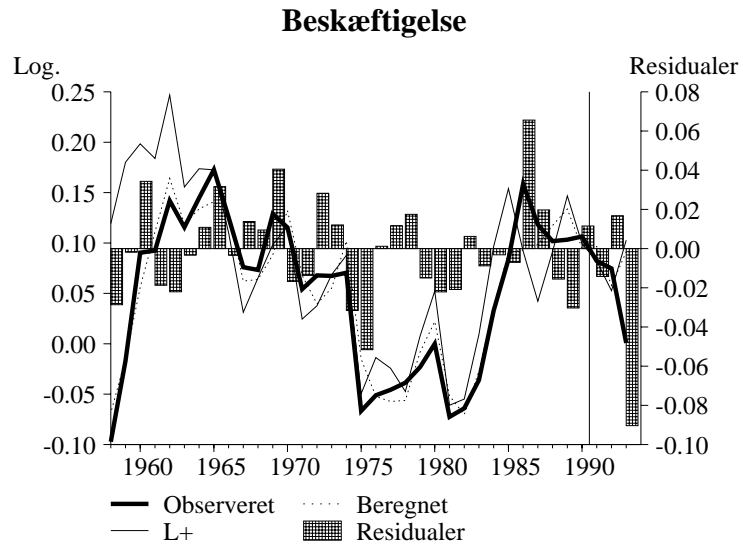 Beskæftigelse
Log. Residualer
0.25 0.08
0.20 0.06
0.15 0.04
0.10 0.02
0.05 0.00
0.00 -0.02
-0.05 -0.04
-0.10 -0.06
-0.08
-0.10
1960 1965 1970 1975 1980 1985 1990
Observeret Beregnet
L+ Residualer